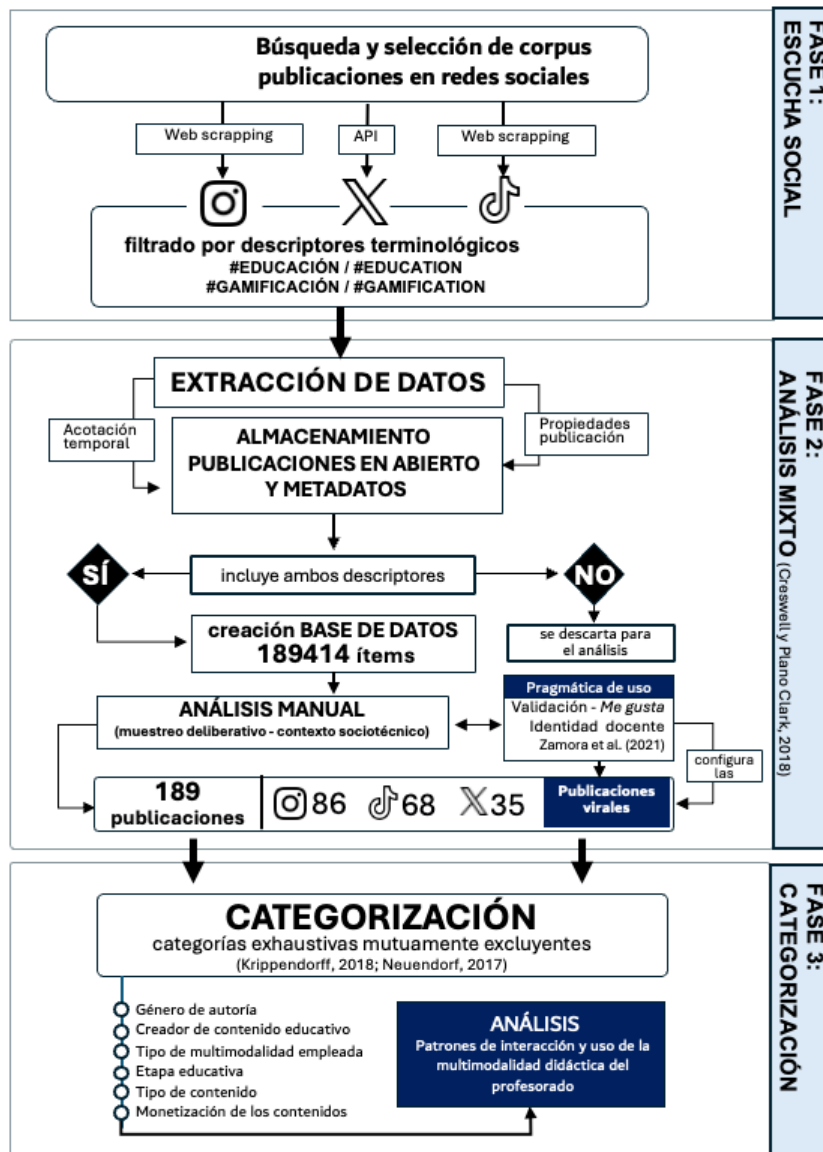 Búsqueda y selección de corpus
publicaciones en redes sociales
Web scrapping
API
Web scrapping
filtrado por descriptores terminológicos
#EDUCACIÓN / #EDUCATION
#GAMIFICACIÓN / #GAMIFICATION
FASE 1:
ESCUCHA SOCIAL
EXTRACCIÓN DE DATOS
Acotación
temporal
Propiedades
publicación
ALMACENAMIENTO
PUBLICACIONES EN ABIERTO
Y METADATOS
SÍ
incluye ambos descriptores
NO
creación BASE DE DATOS
189414 ítems
se descarta para
el análisis
ANÁLISIS MANUAL
(muestreo deliberativo - contexto sociotécnico)
Pragmática de uso
Validación - Me gusta
Identidad docente
Zamora et al. (2021)
configura
las
189
publicaciones
86
68
35
Publicaciones
virales
FASE 2:
ANÁLISIS MIXTO (Creswell y Plano Clark, 2018)
CATEGORIZACIÓN
categorías exhaustivas mutuamente excluyentes
(Krippendorff, 2018; Neuendorf, 2017)
Género de autoría
Creador de contenido educativo
Tipo de multimodalidad empleada
Etapa educativa
Tipo de contenido
Monetización de los contenidos
ANÁLISIS
Patrones de interacción y uso de la
multimodalidad didáctica del
profesorado
FASE 3:
CATEGORIZACIÓN